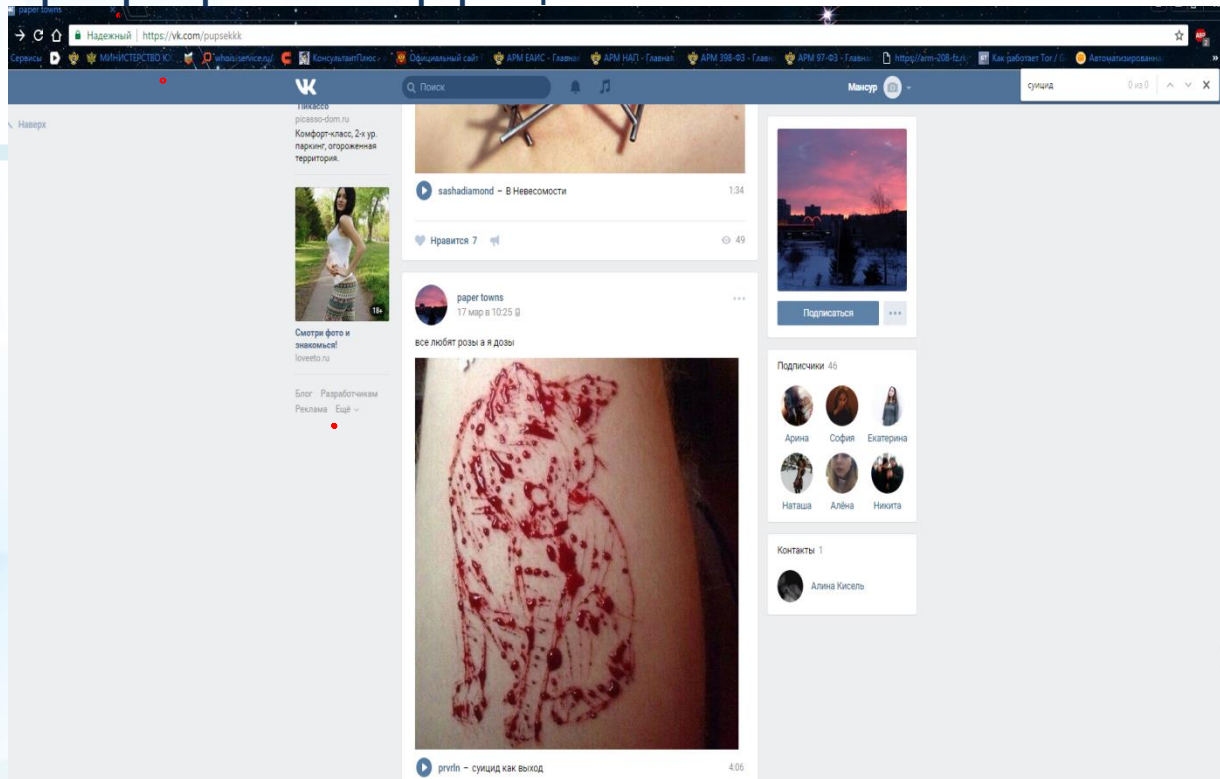 paper towns
Надежный https://vk.com/pupsekkk
Сервисы МИНИСТЕРСТВО Ю whois-service.ru/ КонсультантПлюс - Официальный сайт АРМ ЕАИС - Главная АРМ НАП - Главная АРМ 398-ФЗ - Главн АРМ 97-ФЗ - Главна https://arm-208-fz.ri Как работает Tor / G Автоматизированна »
Поиск
Мансур
суицид 0 из 0
Наверх
Пикассо
picasso-dom.ru
Комфорт-класс, 2-х ур.
паркинг, огороженная
территория.
18+
Смотри фото и
знакомься!
loveeto.ru
Блог Разработчикам
Реклама Ещё
sashadiamond – В Невесомости 1:34
Нравится 7 49
paper towns
17 мар в 10:25
все любят розы а я дозы
prvrln – суицид как выход 4:06
Подписаться
Подписчики 46
Арина София Екатерина
Наташа Алёна Никита
Контакты 1
Алина Кисель